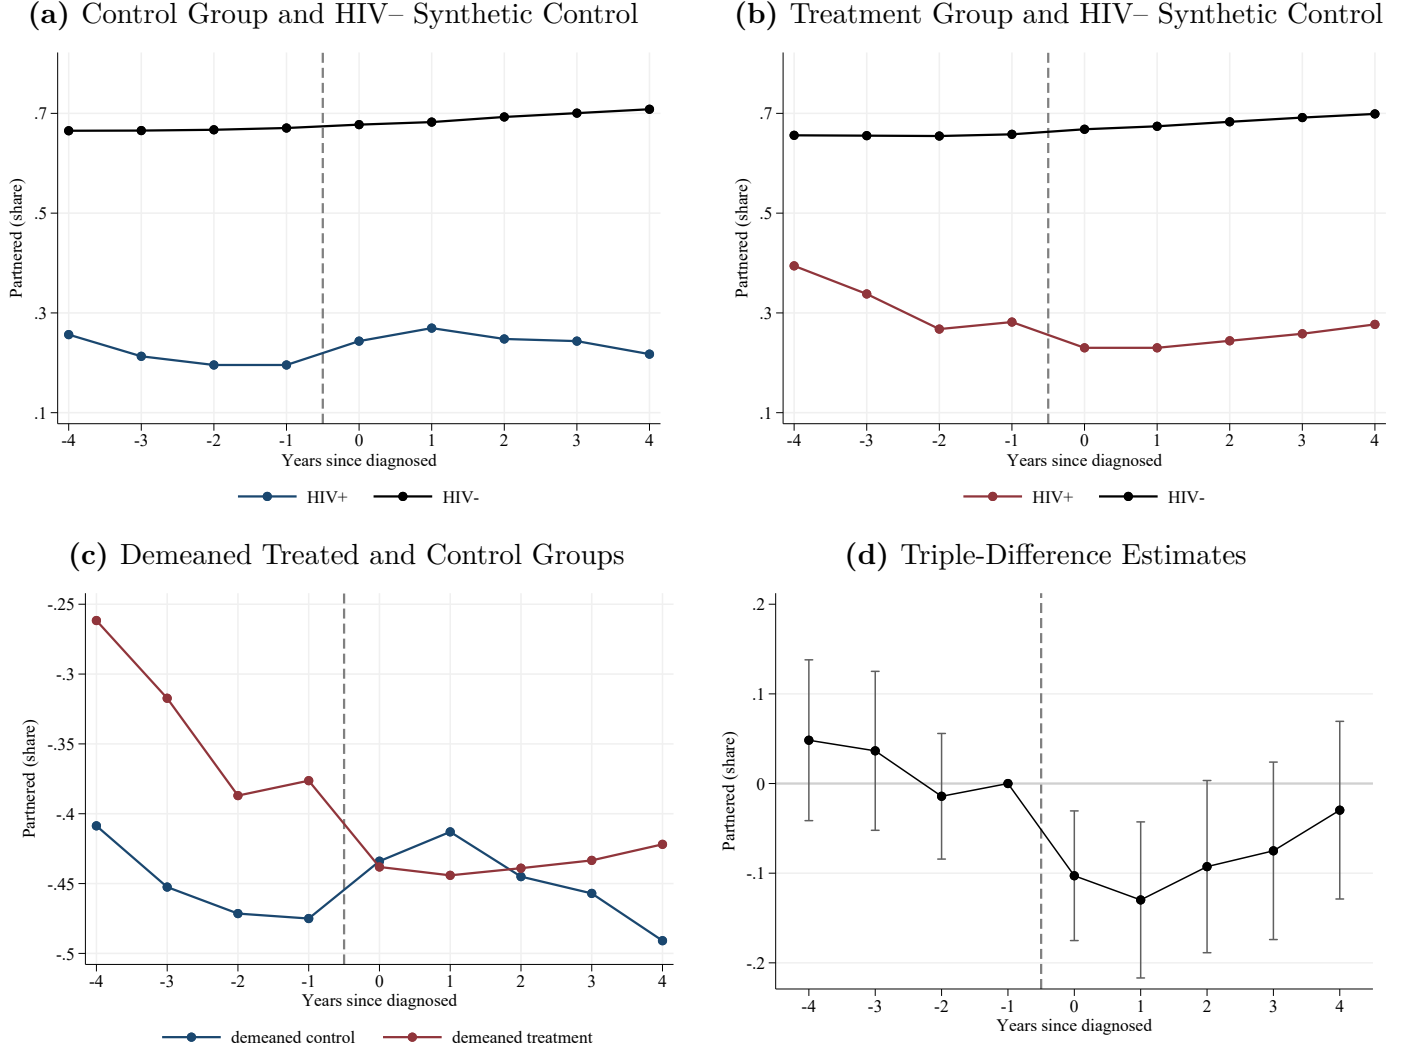 (a) Control Group and HIV– Synthetic Control
Partnered (share)
.7
.5
.3
.1
-4 -3 -2 -1 0 1 2 3 4
Years since diagnosed
HIV+ HIV-
(b) Treatment Group and HIV– Synthetic Control
Partnered (share)
.7
.5
.3
.1
-4 -3 -2 -1 0 1 2 3 4
Years since diagnosed
HIV+ HIV-
(c) Demeaned Treated and Control Groups
Partnered (share)
-.25
-.3
-.35
-.4
-.45
-.5
-4 -3 -2 -1 0 1 2 3 4
Years since diagnosed
demeaned control demeaned treatment
(d) Triple-Difference Estimates
Partnered (share)
.2
.1
0
-.1
-.2
-4 -3 -2 -1 0 1 2 3 4
Years since diagnosed